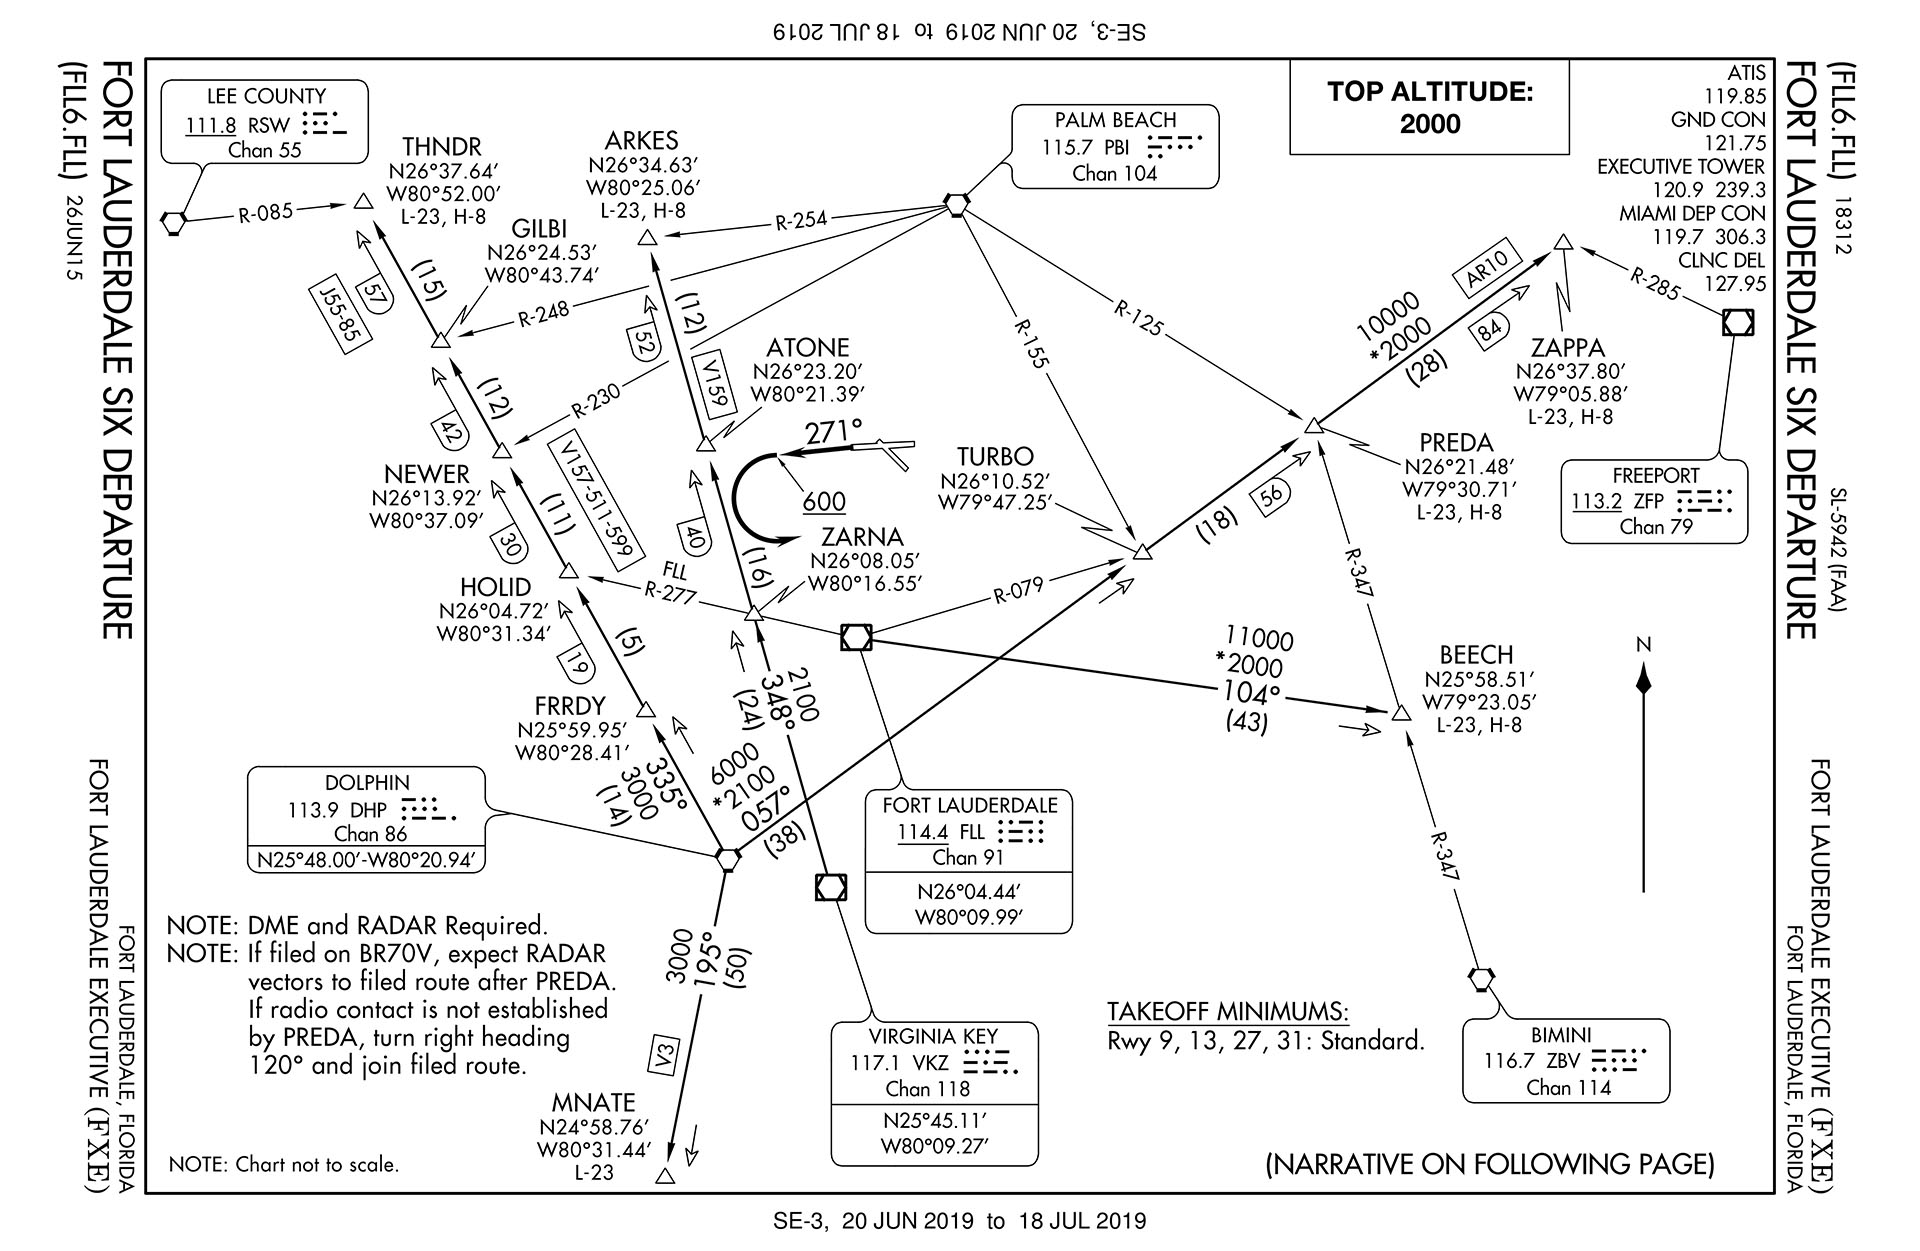 SE-3, 20 JUN 2019 to 18 JUL 2019
(FLL6.FLL) 26JUN15
FORT LAUDERDALE SIX DEPARTURE
FORT LAUDERDALE EXECUTIVE (FXE)
FORT LAUDERDALE, FLORIDA
(FLL6.FLL) 18312
FORT LAUDERDALE SIX DEPARTURE
SL-5942 (FAA)
FORT LAUDERDALE EXECUTIVE (FXE)
FORT LAUDERDALE, FLORIDA
TOP ALTITUDE:
2000
ATIS
119.85
GND CON
121.75
EXECUTIVE TOWER
120.9 239.3
MIAMI DEP CON
119.7 306.3
CLNC DEL
127.95
LEE COUNTY
111.8 RSW
Chan 55
R-085
THNDR
N26°37.64′
W80°52.00′
L-23, H-8
GILBI
N26°24.53′
W80°43.74′
ARKES
N26°34.63′
W80°25.06′
L-23, H-8
PALM BEACH
115.7 PBI
Chan 104
R-254
R-248
R-230
R-155
R-125
(15)
57
J55-85
(12)
42
(12)
52
V159
ATONE
N26°23.20′
W80°21.39′
271°
600
NEWER
N26°13.92′
W80°37.09′
V157-511-599
(11)
30
40
(16)
ZARNA
N26°08.05′
W80°16.55′
FLL
R-277
TURBO
N26°10.52′
W79°47.25′
R-079
(18)
56
10000
*2000
(28)
AR10
84
ZAPPA
N26°37.80′
W79°05.88′
L-23, H-8
R-285
FREEPORT
113.2 ZFP
Chan 79
PREDA
N26°21.48′
W79°30.71′
L-23, H-8
R-347
HOLID
N26°04.72′
W80°31.34′
(5)
19
FRRDY
N25°59.95′
W80°28.41′
335°
3000
(14)
2100
348°
(24)
6000
*2100
057°
(38)
11000
*2000
104°
(43)
BEECH
N25°58.51′
W79°23.05′
L-23, H-8
N
R-347
DOLPHIN
113.9 DHP
Chan 86
N25°48.00′-W80°20.94′
FORT LAUDERDALE
114.4 FLL
Chan 91
N26°04.44′
W80°09.99′
VIRGINIA KEY
117.1 VKZ
Chan 118
N25°45.11′
W80°09.27′
BIMINI
116.7 ZBV
Chan 114
3000
195°
(50)
V3
MNATE
N24°58.76′
W80°31.44′
L-23
NOTE: DME and RADAR Required.
NOTE: If filed on BR70V, expect RADAR
vectors to filed route after PREDA.
If radio contact is not established
by PREDA, turn right heading
120° and join filed route.
TAKEOFF MINIMUMS:
Rwy 9, 13, 27, 31: Standard.
NOTE: Chart not to scale.
(NARRATIVE ON FOLLOWING PAGE)
SE-3, 20 JUN 2019 to 18 JUL 2019